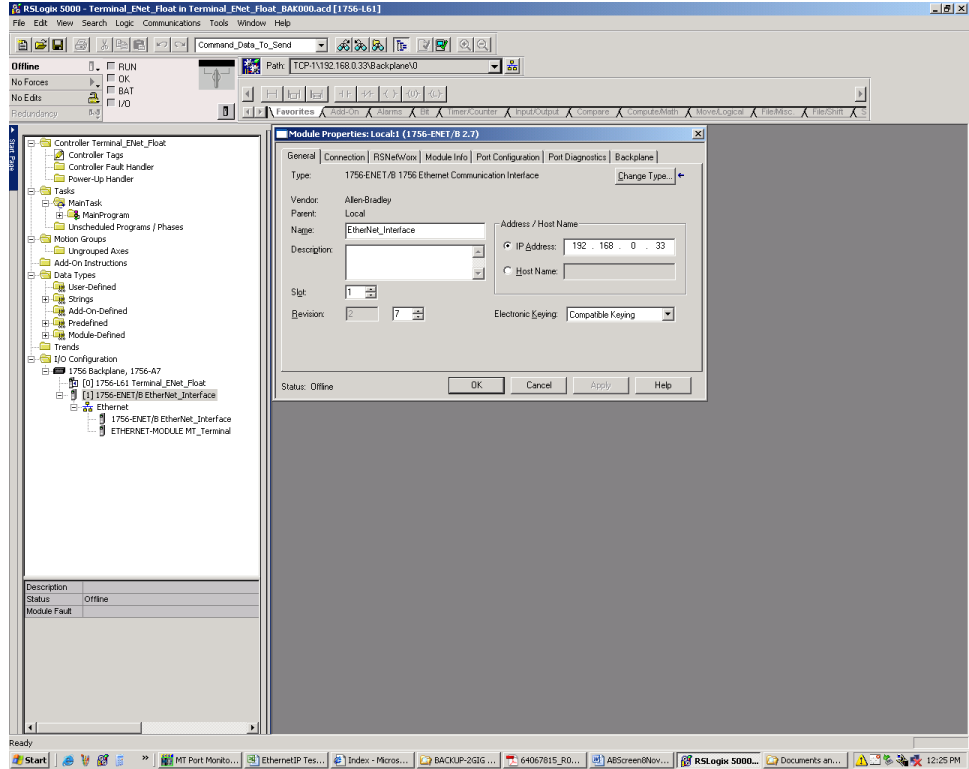 RSLogix 5000 - Terminal_ENet_Float in Terminal_ENet_Float_BAK000.acd [1756-L61]
File Edit View Search Logic Communications Tools Window Help
Command_Data_To_Send
Offline
RUN
Path: TCP-1\192.168.0.33\Backplane\0
No Forces
OK
BAT
No Edits
I/O
Redundancy
Favorites Add-On Alarms Bit Timer/Counter Input/Output Compare Compute/Math Move/Logical File/Misc. File/Shift S
Start Page
Controller Terminal_ENet_Float
Controller Tags
Controller Fault Handler
Power-Up Handler
Tasks
MainTask
MainProgram
Unscheduled Programs / Phases
Motion Groups
Ungrouped Axes
Add-On Instructions
Data Types
User-Defined
Strings
Add-On-Defined
Predefined
Module-Defined
Trends
I/O Configuration
1756 Backplane, 1756-A7
[0] 1756-L61 Terminal_ENet_Float
[1] 1756-ENET/B EtherNet_Interface
Ethernet
1756-ENET/B EtherNet_Interface
ETHERNET-MODULE MT_Terminal
Description
Status Offline
Module Fault
Module Properties: Local:1 (1756-ENET/B 2.7)
General Connection RSNetWorx Module Info Port Configuration Port Diagnostics Backplane
Type: 1756-ENET/B 1756 Ethernet Communication Interface
Change Type...
Vendor: Allen-Bradley
Parent: Local
Name: EtherNet_Interface
Address / Host Name
IP Address: 192 . 168 . 0 . 33
Description:
Host Name:
Slot: 1
Revision: 2 7
Electronic Keying: Compatible Keying
Status: Offline
OK Cancel Apply Help
Ready
Start
»
MT Port Monito...
EthernetIP Tes...
Index - Micros...
BACKUP-2GIG ...
64067815_R0...
ABScreen8Nov...
RSLogix 5000...
Documents an...
12:25 PM